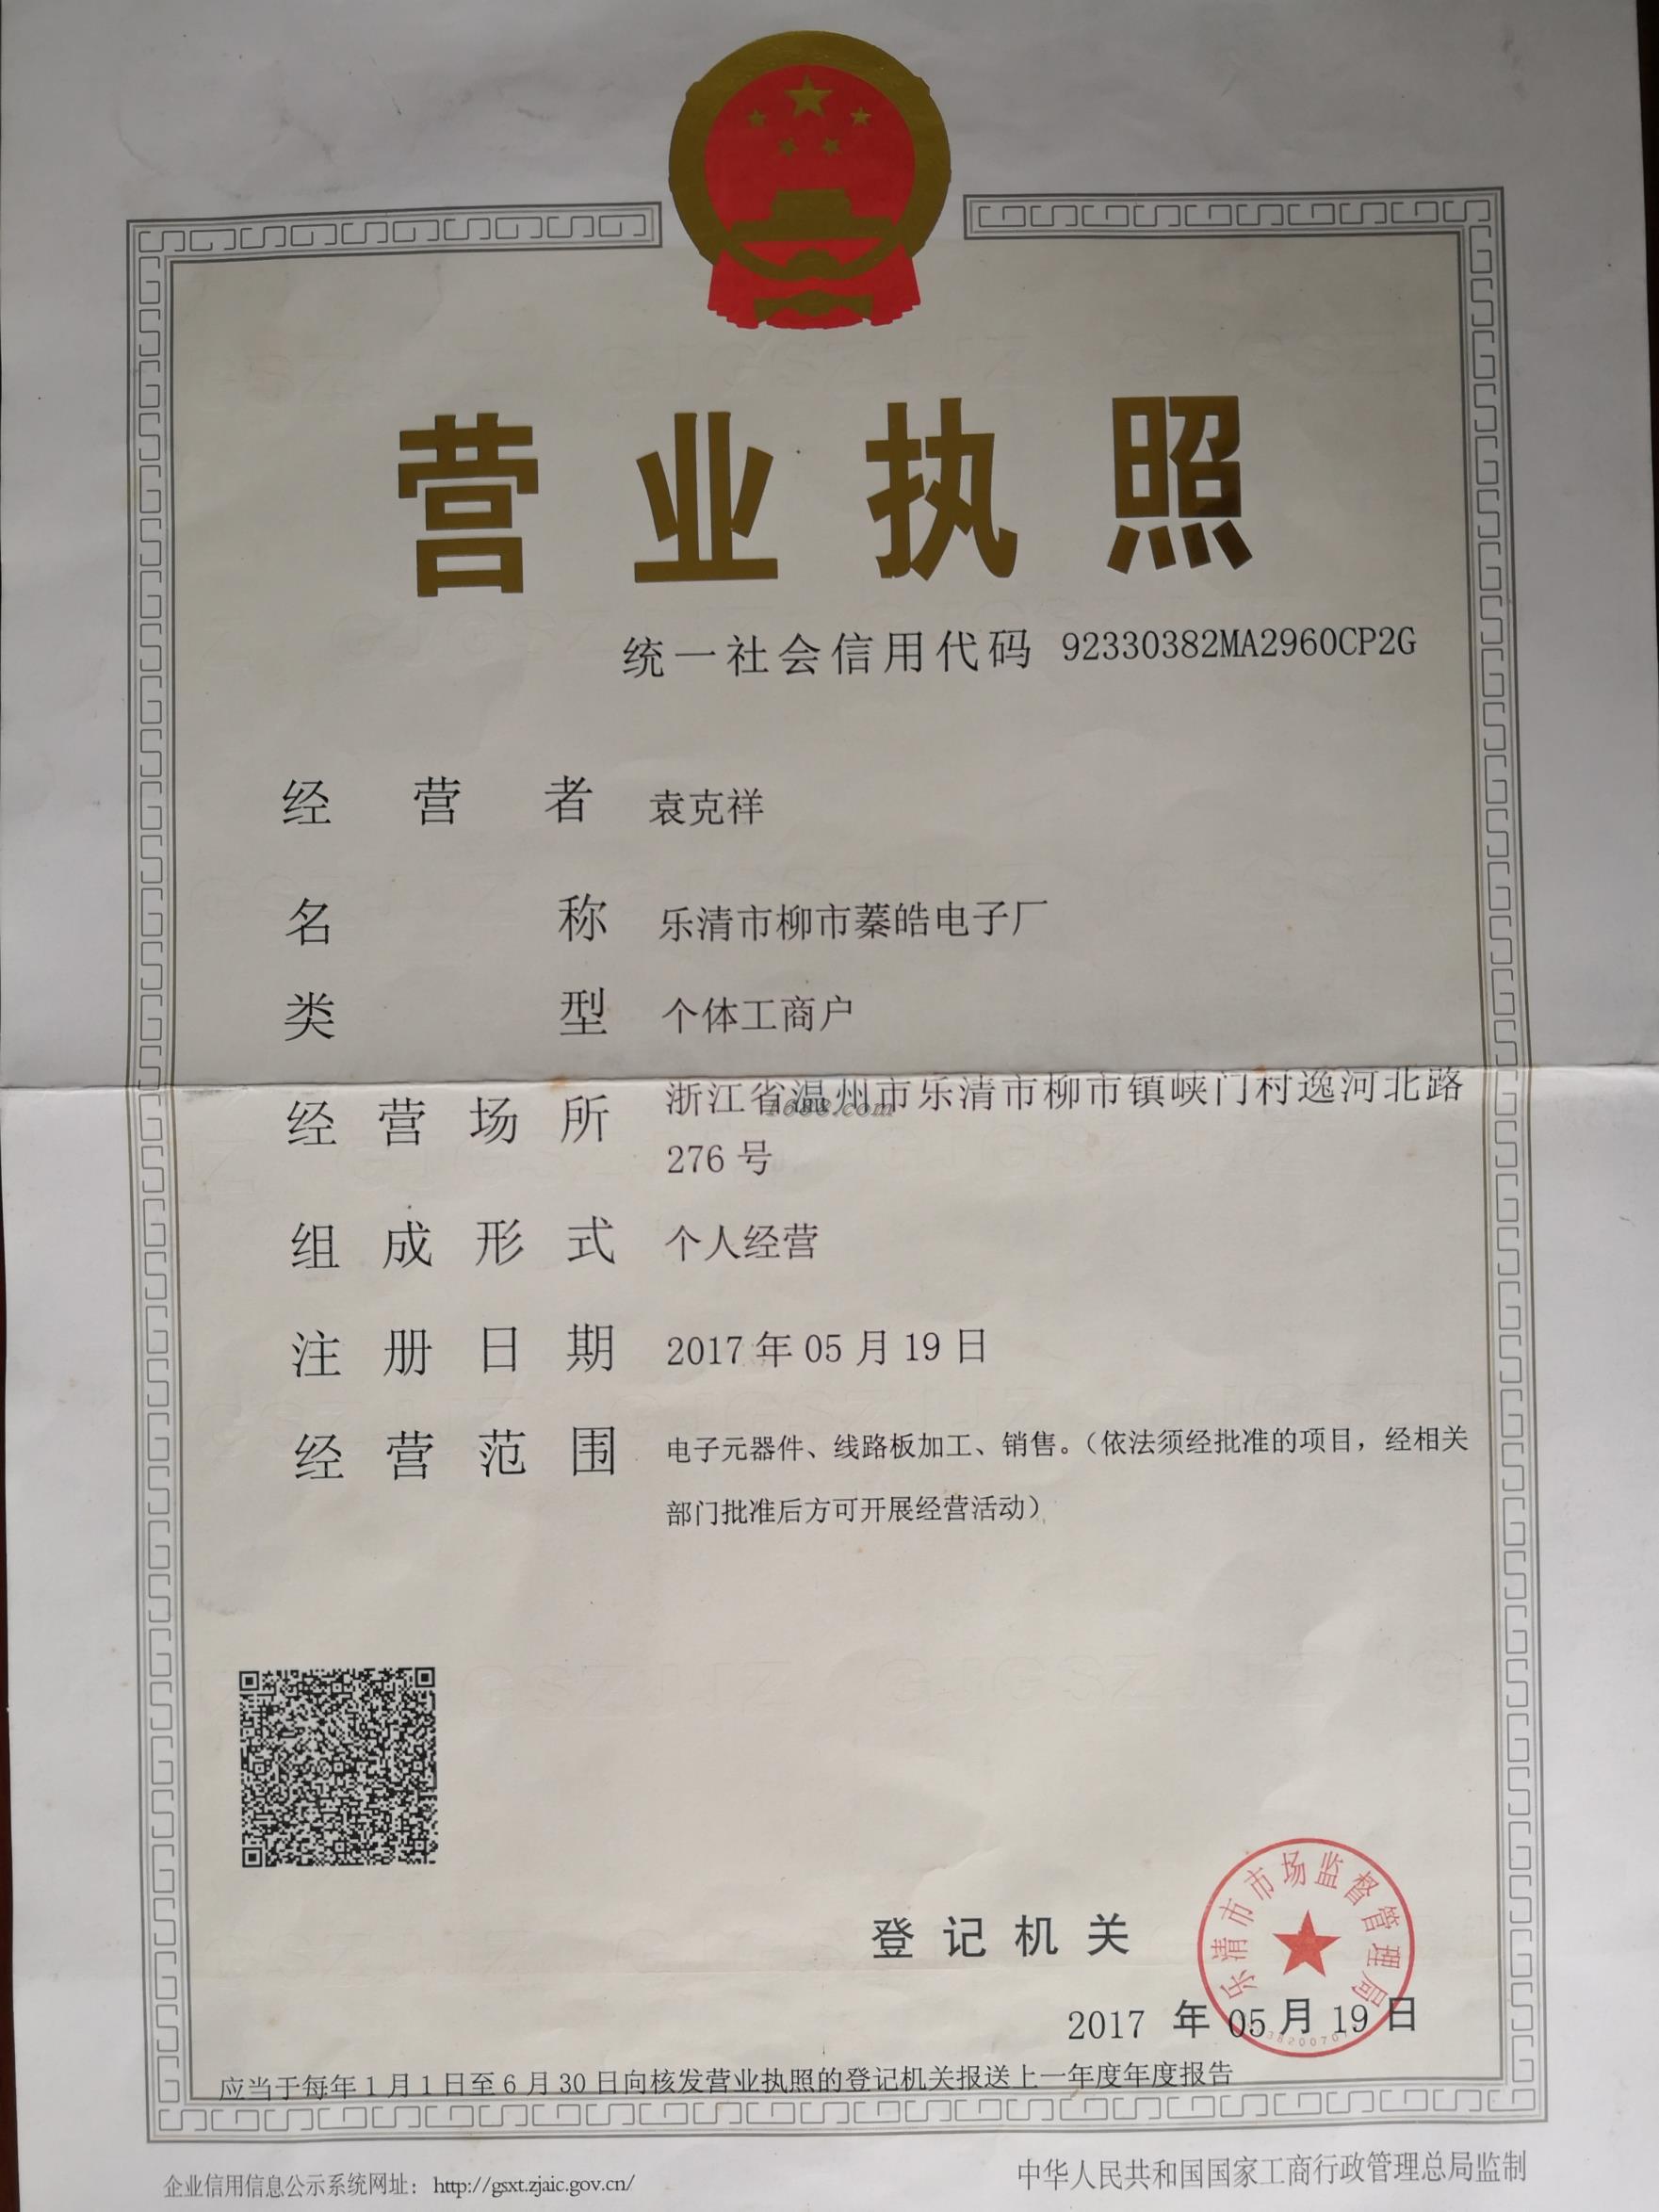 营业执照
统一社会信用代码 92330382MA2960CP2G
经营者 袁克祥
名称 乐清市柳市蓁皓电子厂
类型 个体工商户
经营场所 浙江省温州市乐清市柳市镇峡门村逸河北路
276号
1688.com
组成形式 个人经营
注册日期 2017年05月19日
经营范围 电子元器件、线路板加工、销售。（依法须经批准的项目，经相关
部门批准后方可开展经营活动）
乐清市市场监督管理局
登记机关
2017 年 05 月 19 日
应当于每年1月1日至6月30日向核发营业执照的登记机关报送上一年度年度报告
企业信用信息公示系统网址： http://gsxt.zjaic.gov.cn/
中华人民共和国国家工商行政管理总局监制